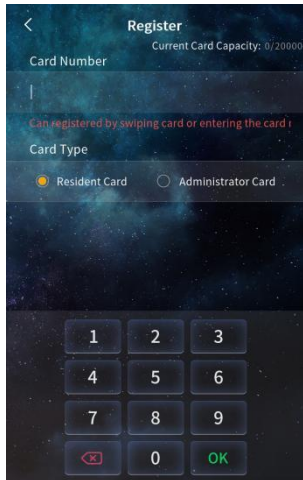 Register
Current Card Capacity: 0/20000
Card Number
Can registered by swiping card or entering the card
Card Type
Resident Card Administrator Card
1 2 3
4 5 6
7 8 9
0 OK